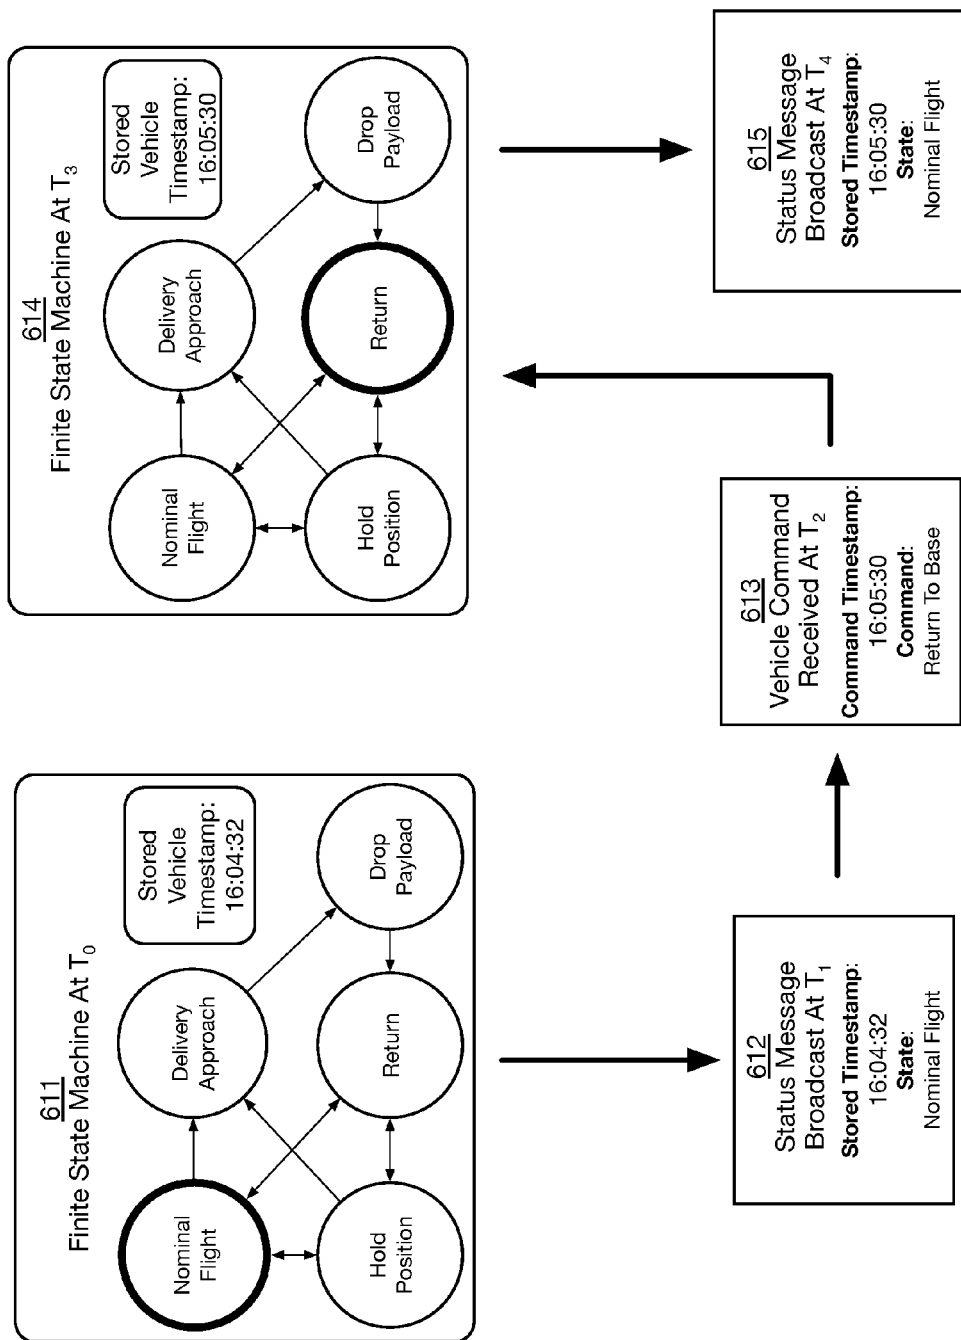 611
Finite State Machine At T0
Nominal
Flight
Delivery
Approach
Stored
Vehicle
Timestamp:
16:04:32
Hold
Position
Return
Drop
Payload
612
Status Message
Broadcast At T1
Stored Timestamp:
16:04:32
State:
Nominal Flight
613
Vehicle Command
Received At T2
Command Timestamp:
16:05:30
Command:
Return To Base
614
Finite State Machine At T3
Nominal
Flight
Delivery
Approach
Stored
Vehicle
Timestamp:
16:05:30
Hold
Position
Return
Drop
Payload
615
Status Message
Broadcast At T4
Stored Timestamp:
16:05:30
State:
Nominal Flight